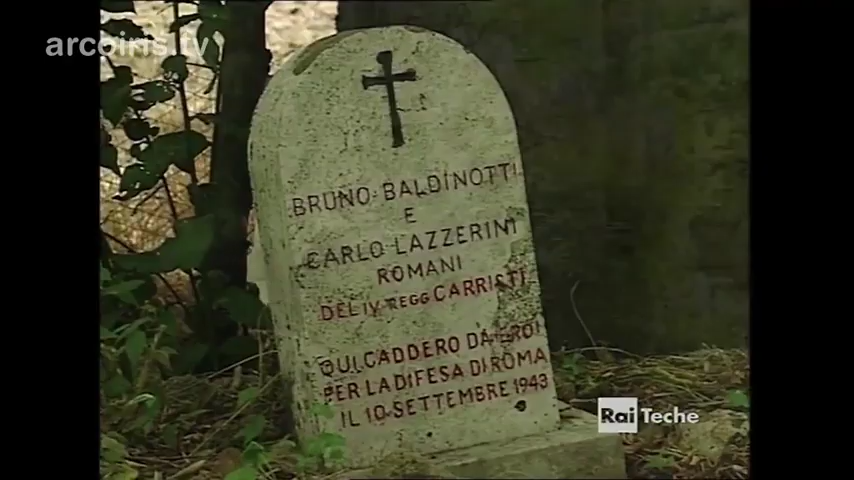 arcoiris.tv
BRUNO BALDINOTTI
E
CARLO LAZZERINI
ROMANI
DEL IV REGG CARRISTI
QUI CADDERO DA EROI
PER LA DIFESA DI ROMA
IL 10 SETTEMBRE 1943
Rai Teche